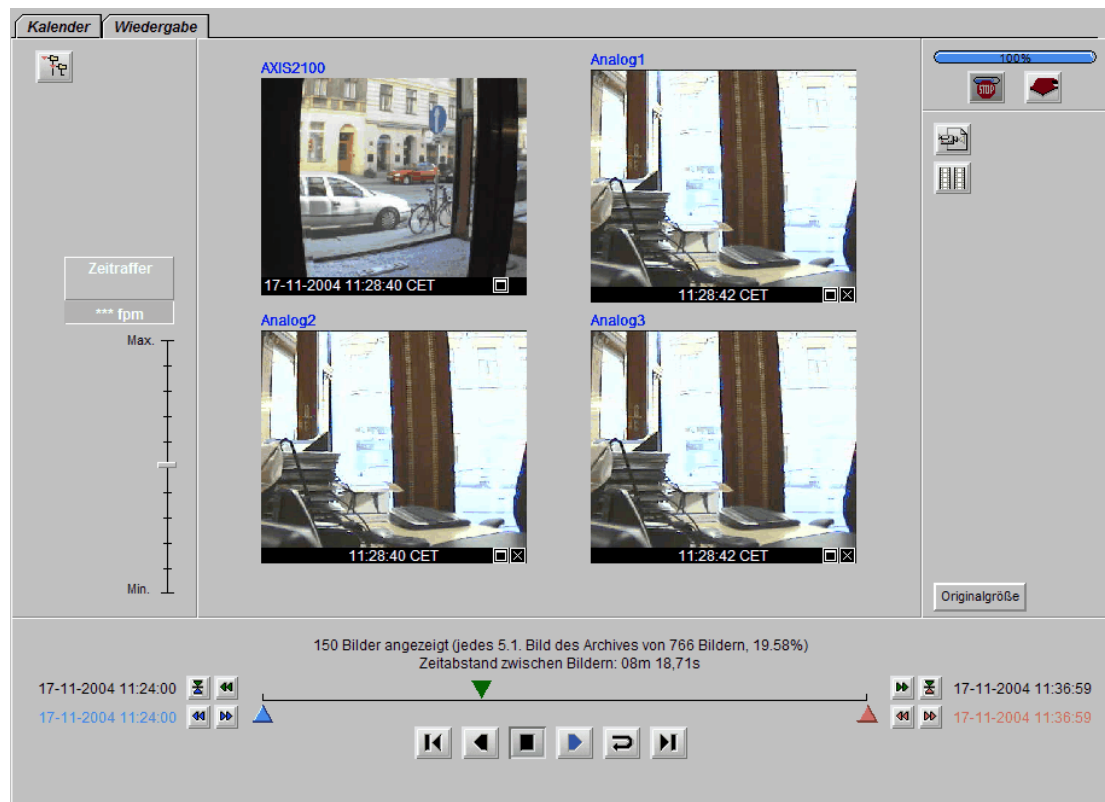 Kalender
Wiedergabe
100%
STOP
AXIS2100
17-11-2004 11:28:40 CET
Analog1
11:28:42 CET
Analog2
11:28:40 CET
Analog3
11:28:42 CET
Zeitraffer
*** fpm
Max.
Min.
Originalgröße
150 Bilder angezeigt (jedes 5.1. Bild des Archives von 766 Bildern, 19.58%)
Zeitabstand zwischen Bildern: 08m 18,71s
17-11-2004 11:24:00
17-11-2004 11:36:59
17-11-2004 11:24:00
17-11-2004 11:36:59